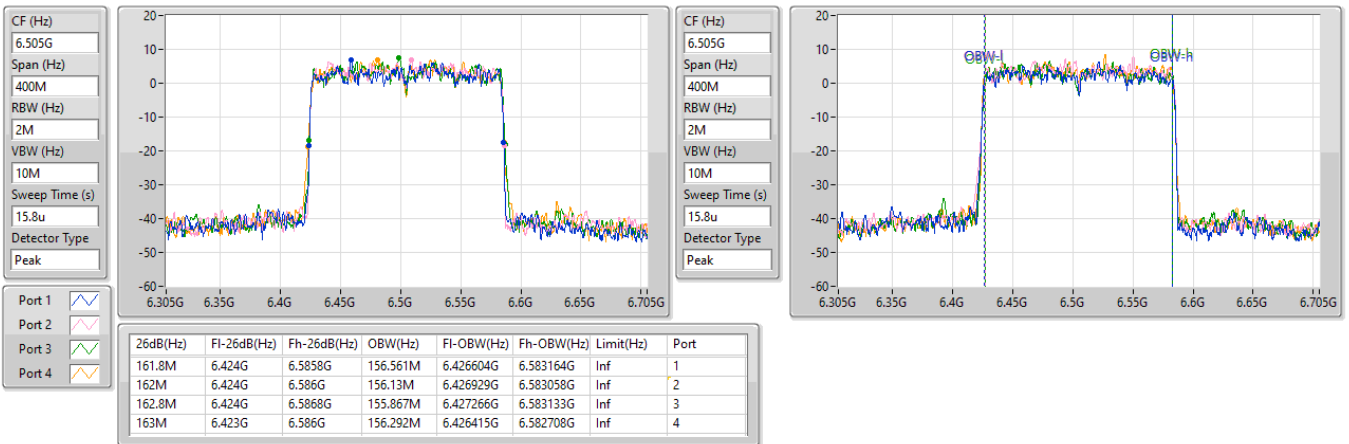 CF (Hz)
6.505G
Span (Hz)
400M
RBW (Hz)
2M
VBW (Hz)
10M
Sweep Time (s)
15.8u
Detector Type
Peak
20
10
0
-10
-20
-30
-40
-50
-60
6.305G 6.35G 6.4G 6.45G 6.5G 6.55G 6.6G 6.65G 6.705G
CF (Hz)
6.505G
Span (Hz)
400M
RBW (Hz)
2M
VBW (Hz)
10M
Sweep Time (s)
15.8u
Detector Type
Peak
20
10
0
-10
-20
-30
-40
-50
-60
OBW-l OBW-h
6.305G 6.35G 6.4G 6.45G 6.5G 6.55G 6.6G 6.65G 6.705G
Port 1
Port 2
Port 3
Port 4
26dB(Hz) Fl-26dB(Hz) Fh-26dB(Hz) OBW(Hz) Fl-OBW(Hz) Fh-OBW(Hz) Limit(Hz) Port
161.8M 6.424G 6.5858G 156.561M 6.426604G 6.583164G Inf 1
162M 6.424G 6.586G 156.13M 6.426929G 6.583058G Inf 2
162.8M 6.424G 6.5868G 155.867M 6.427266G 6.583133G Inf 3
163M 6.423G 6.586G 156.292M 6.426415G 6.582708G Inf 4